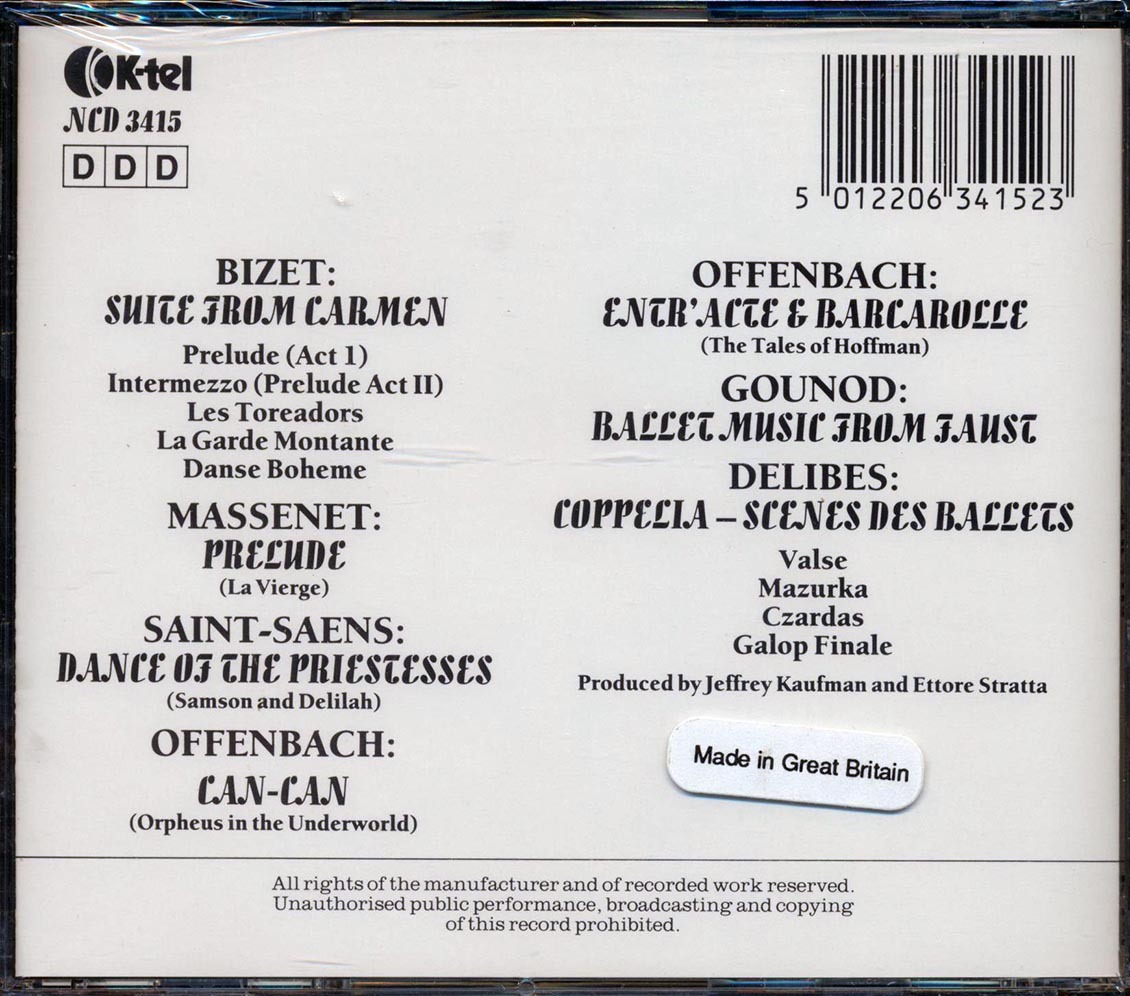 K-tel
NCD 3415
D D D
5 012206 341523
BIZET:
SUITE FROM CARMEN
Prelude (Act 1)
Intermezzo (Prelude Act II)
Les Toreadors
La Garde Montante
Danse Boheme
MASSENET:
PRELUDE
(La Vierge)
SAINT-SAENS:
DANCE OF THE PRIESTESSES
(Samson and Delilah)
OFFENBACH:
CAN-CAN
(Orpheus in the Underworld)
OFFENBACH:
ENTR'ACTE & BARCAROLLE
(The Tales of Hoffman)
GOUNOD:
BALLET MUSIC FROM FAUST
DELIBES:
COPPELIA – SCENES DES BALLETS
Valse
Mazurka
Czardas
Galop Finale
Produced by Jeffrey Kaufman and Ettore Stratta
Made in Great Britain
All rights of the manufacturer and of recorded work reserved.
Unauthorised public performance, broadcasting and copying
of this record prohibited.